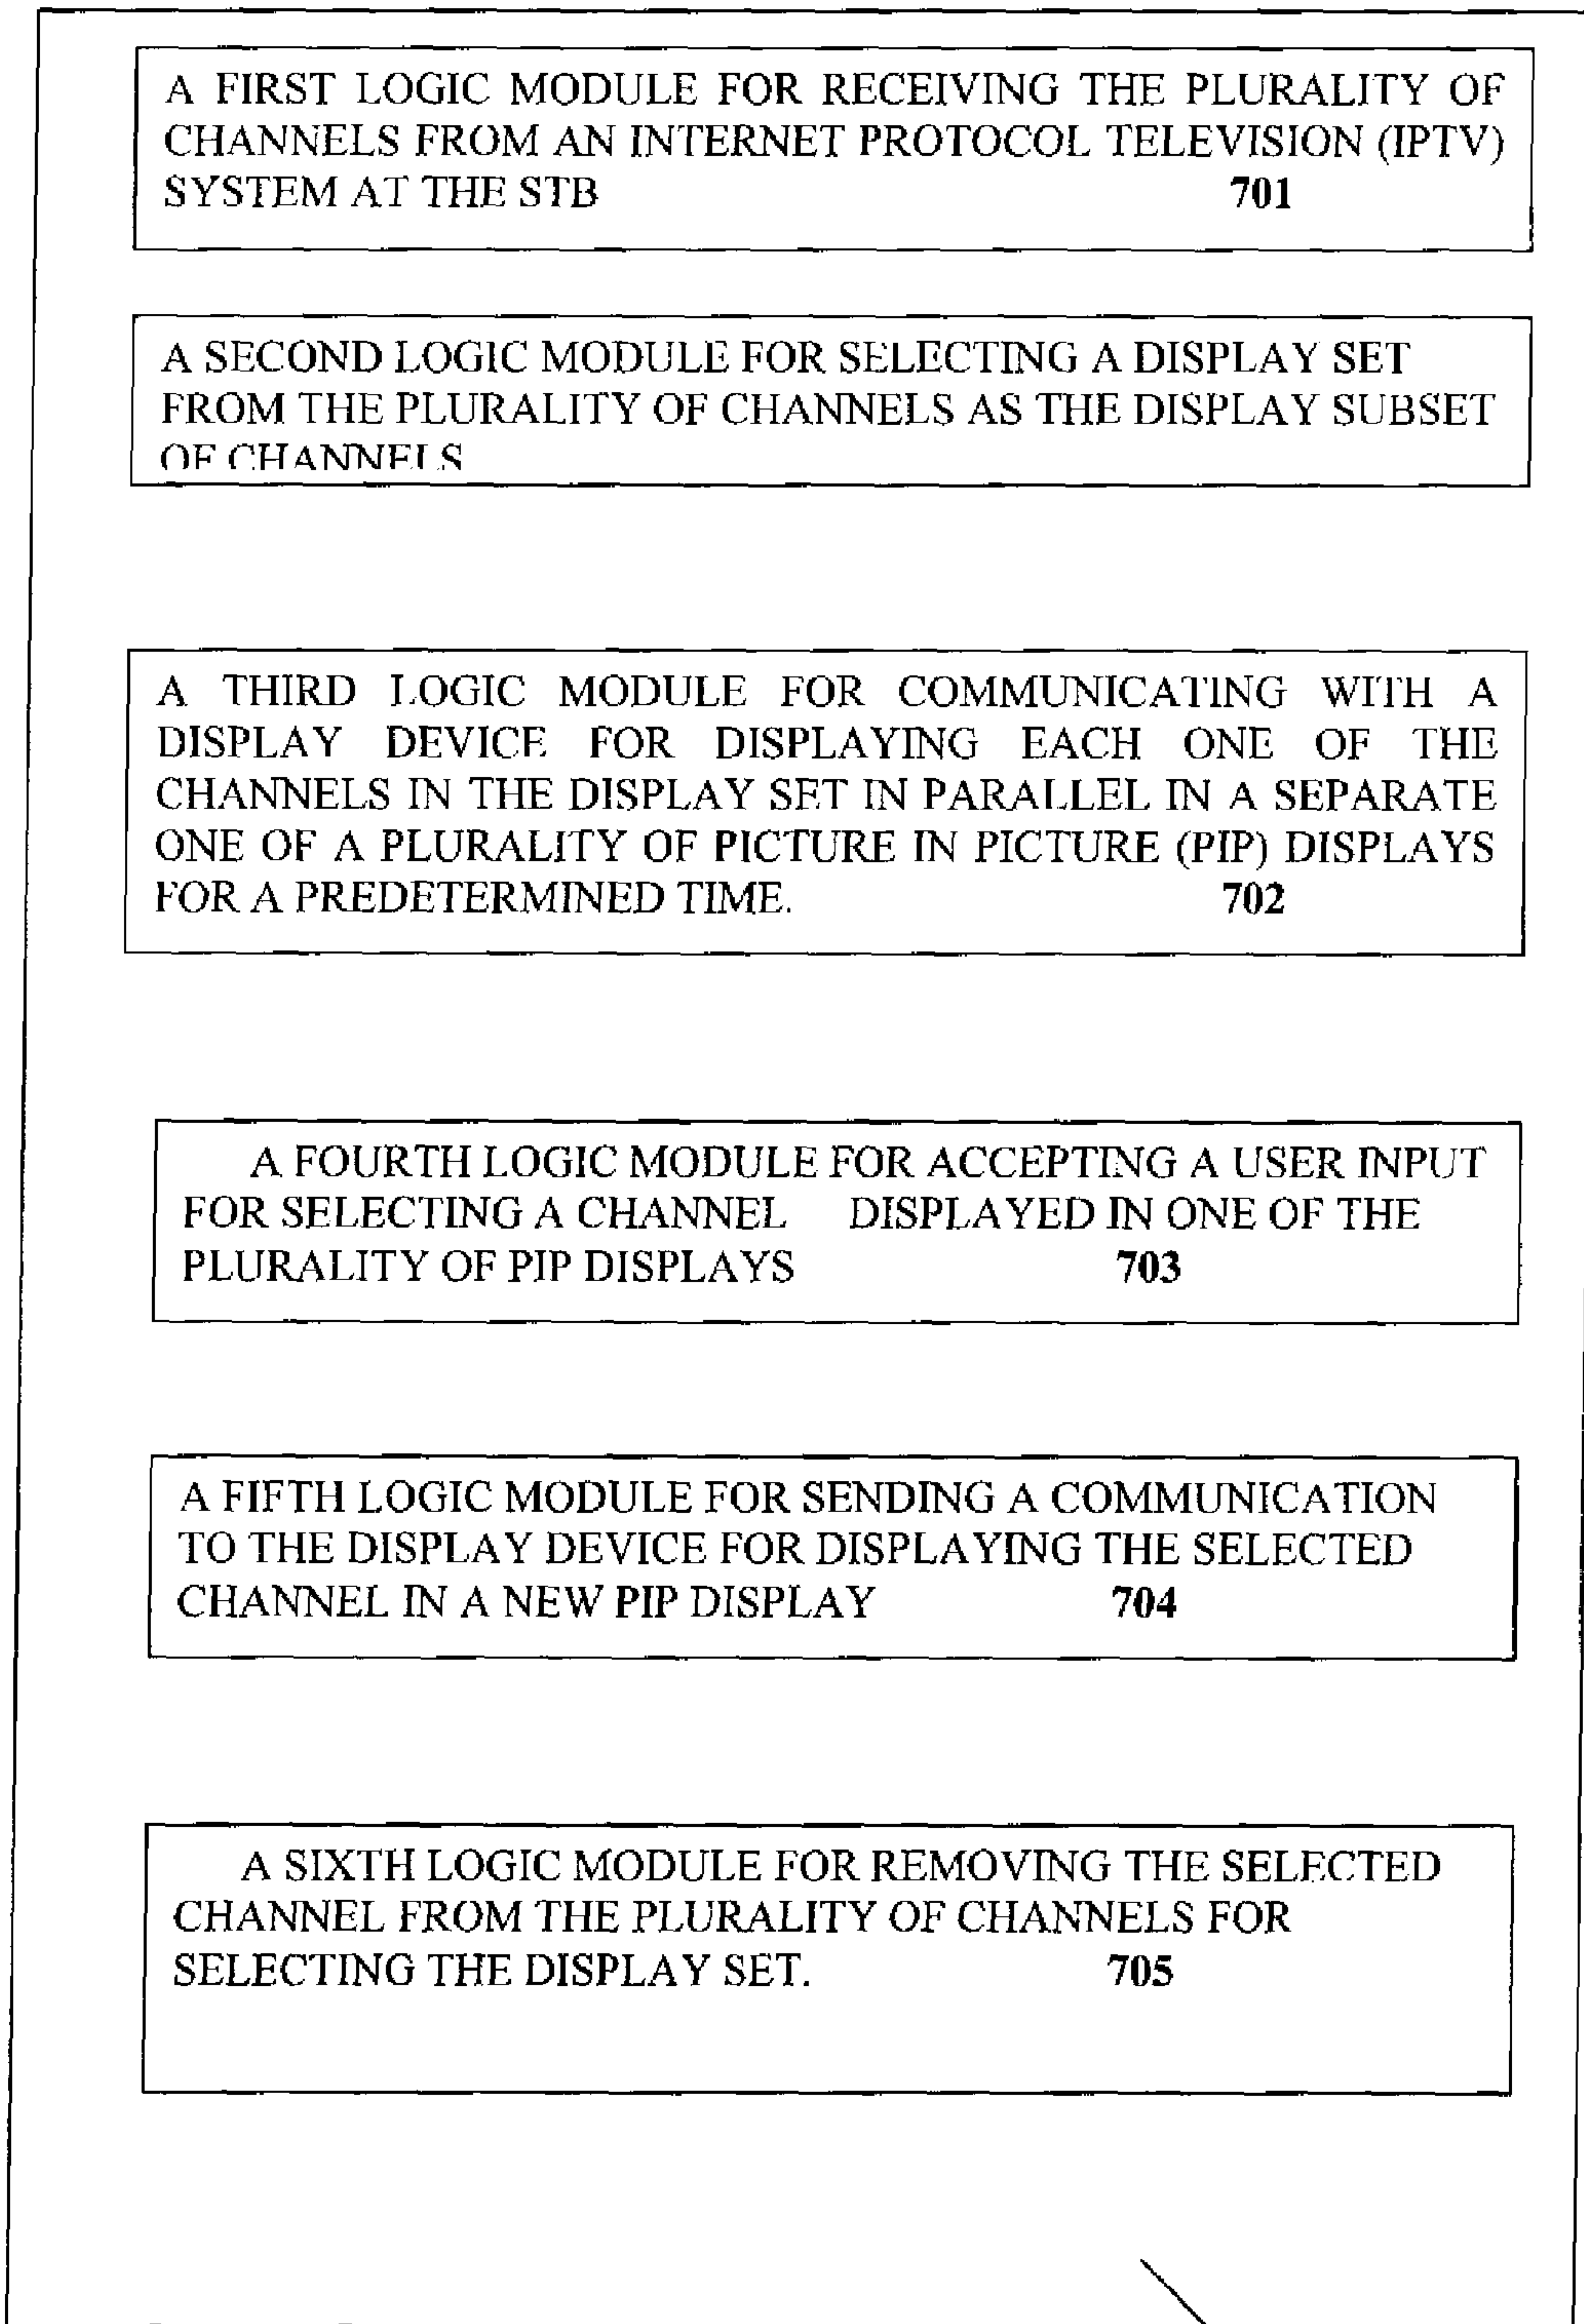 A FIRST LOGIC MODULE FOR RECEIVING THE PLURALITY OF
CHANNELS FROM AN INTERNET PROTOCOL TELEVISION (IPTV)
SYSTEM AT THE STB 701
A SECOND LOGIC MODULE FOR SELECTING A DISPLAY SET
FROM THE PLURALITY OF CHANNELS AS THE DISPLAY SUBSET
OF CHANNELS
A THIRD LOGIC MODULE FOR COMMUNICATING WITH A
DISPLAY DEVICE FOR DISPLAYING EACH ONE OF THE
CHANNELS IN THE DISPLAY SET IN PARALLEL IN A SEPARATE
ONE OF A PLURALITY OF PICTURE IN PICTURE (PIP) DISPLAYS
FOR A PREDETERMINED TIME. 702
A FOURTH LOGIC MODULE FOR ACCEPTING A USER INPUT
FOR SELECTING A CHANNEL DISPLAYED IN ONE OF THE
PLURALITY OF PIP DISPLAYS 703
A FIFTH LOGIC MODULE FOR SENDING A COMMUNICATION
TO THE DISPLAY DEVICE FOR DISPLAYING THE SELECTED
CHANNEL IN A NEW PIP DISPLAY 704
A SIXTH LOGIC MODULE FOR REMOVING THE SELECTED
CHANNEL FROM THE PLURALITY OF CHANNELS FOR
SELECTING THE DISPLAY SET. 705